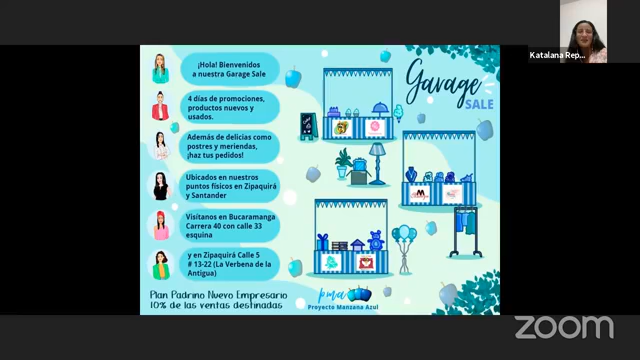 Katalana Rep...
Garage
SALE
¡Hola! Bienvenidos
a nuestra Garage Sale
4 días de promociones,
productos nuevos y
usados.
Además de delicias como
postres y meriendas,
¡haz tus pedidos!
Ubicados en nuestros
puntos físicos en Zipaquirá
y Santander
Visítanos en Bucaramanga
Carrera 40 con calle 33
esquina
y en Zipaquirá Calle 5
# 13-22 (La Verbena de la
Antigua)
Plan Padrino Nuevo Empresario
10% de las ventas destinadas
pma
Proyecto Manzana Azul
zoom